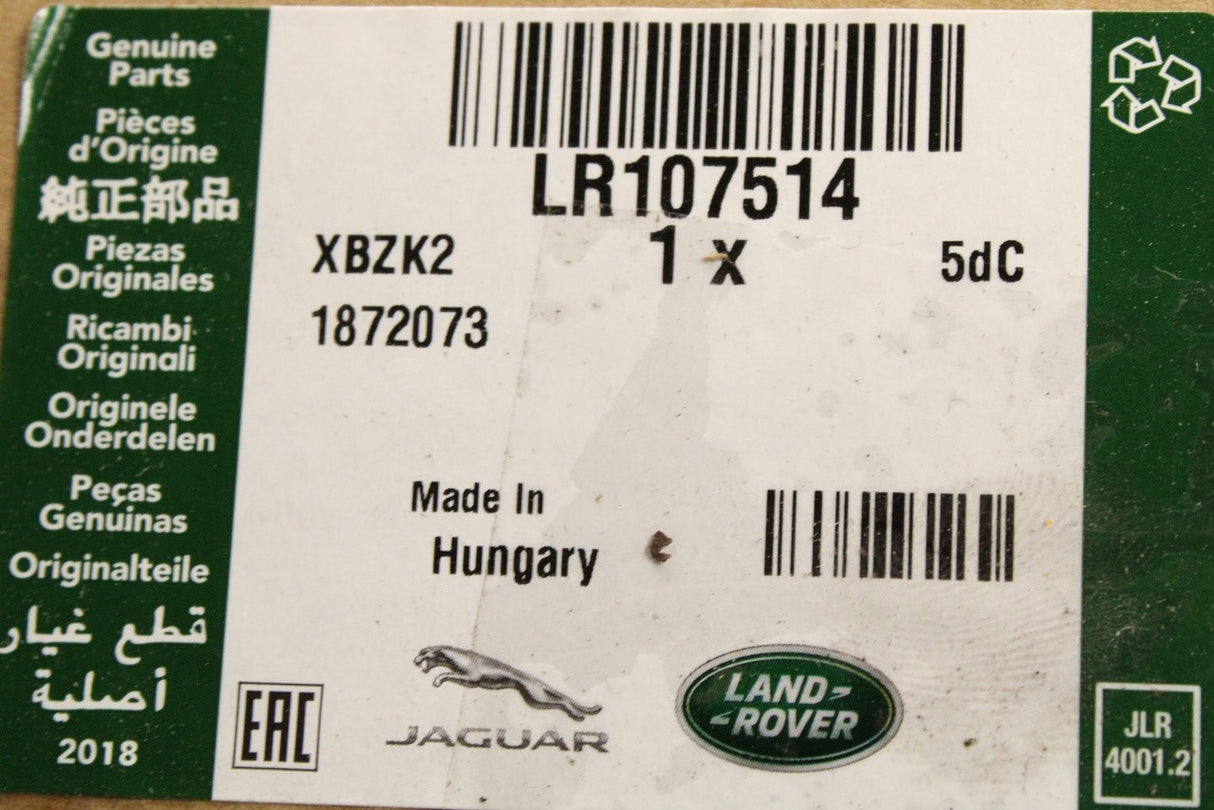 Genuine
Parts
Pièces
d'Origine
純正部品
Piezas
Originales
Ricambi
Originali
Originele
Onderdelen
Peças
Genuinas
Originalteile
قطع غيار
أصلية
2018
LR107514
XBZK2
1 x
5dC
1872073
Made In
Hungary
EAC
JAGUAR
LAND-
-ROVER
JLR
4001.2